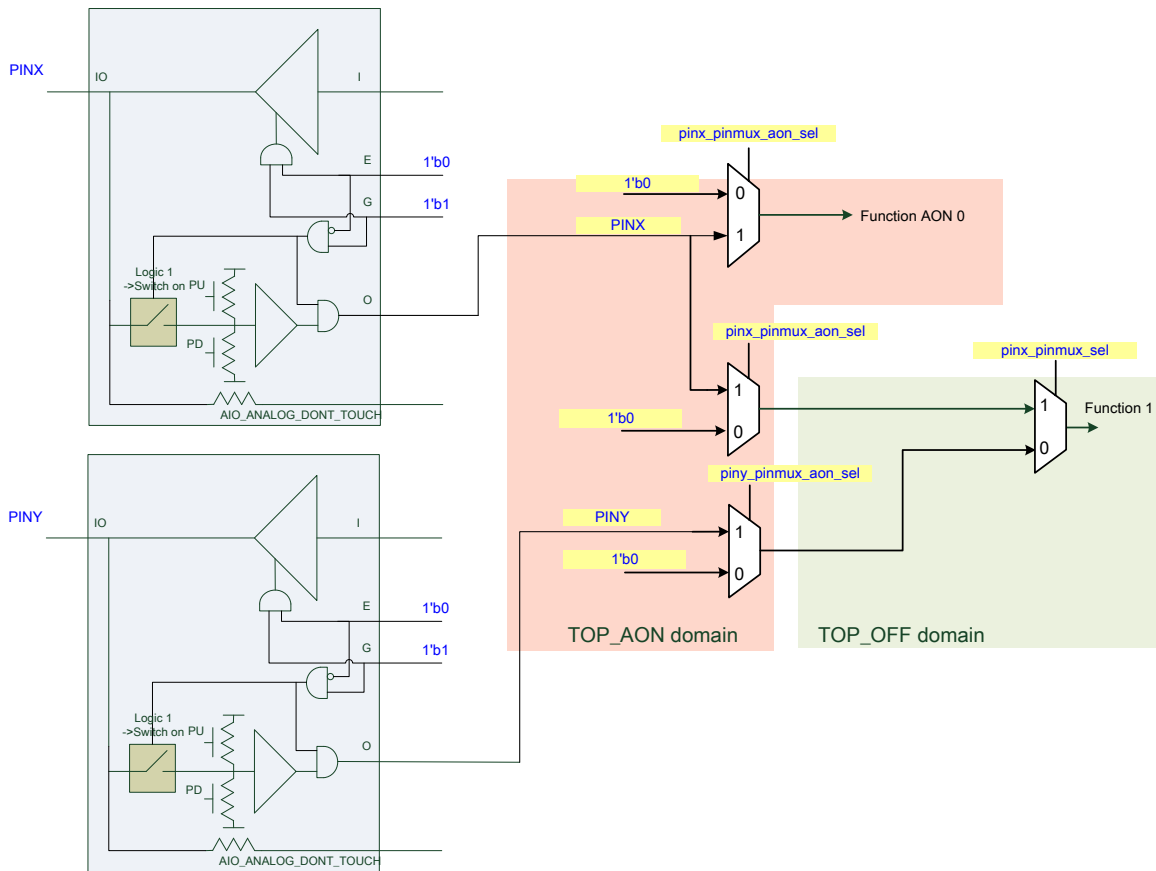 PINX
IO
I
E
1'b0
G
1'b1
Logic 1
->Switch on
PU
PD
O
AIO_ANALOG_DONT_TOUCH
pinx_pinmux_aon_sel
1'b0
0
PINX
1
Function AON 0
pinx_pinmux_aon_sel
1
1'b0
0
pinx_pinmux_sel
1
0
Function 1
piny_pinmux_aon_sel
PINY
1
1'b0
0
TOP_AON domain
TOP_OFF domain
PINY
IO
I
E
1'b0
G
1'b1
Logic 1
->Switch on
PU
PD
O
AIO_ANALOG_DONT_TOUCH